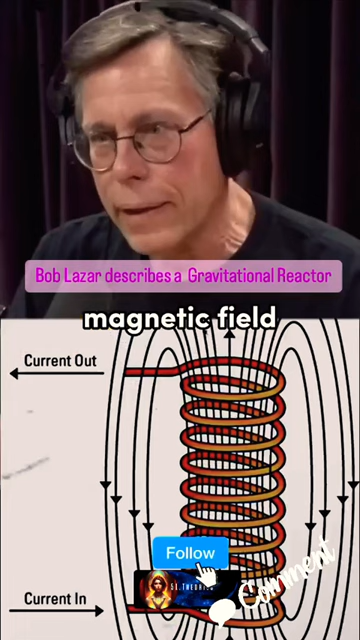 Bob Lazar describes a Gravitational Reactor
magnetic field
Current Out
Follow
Comment
Current In